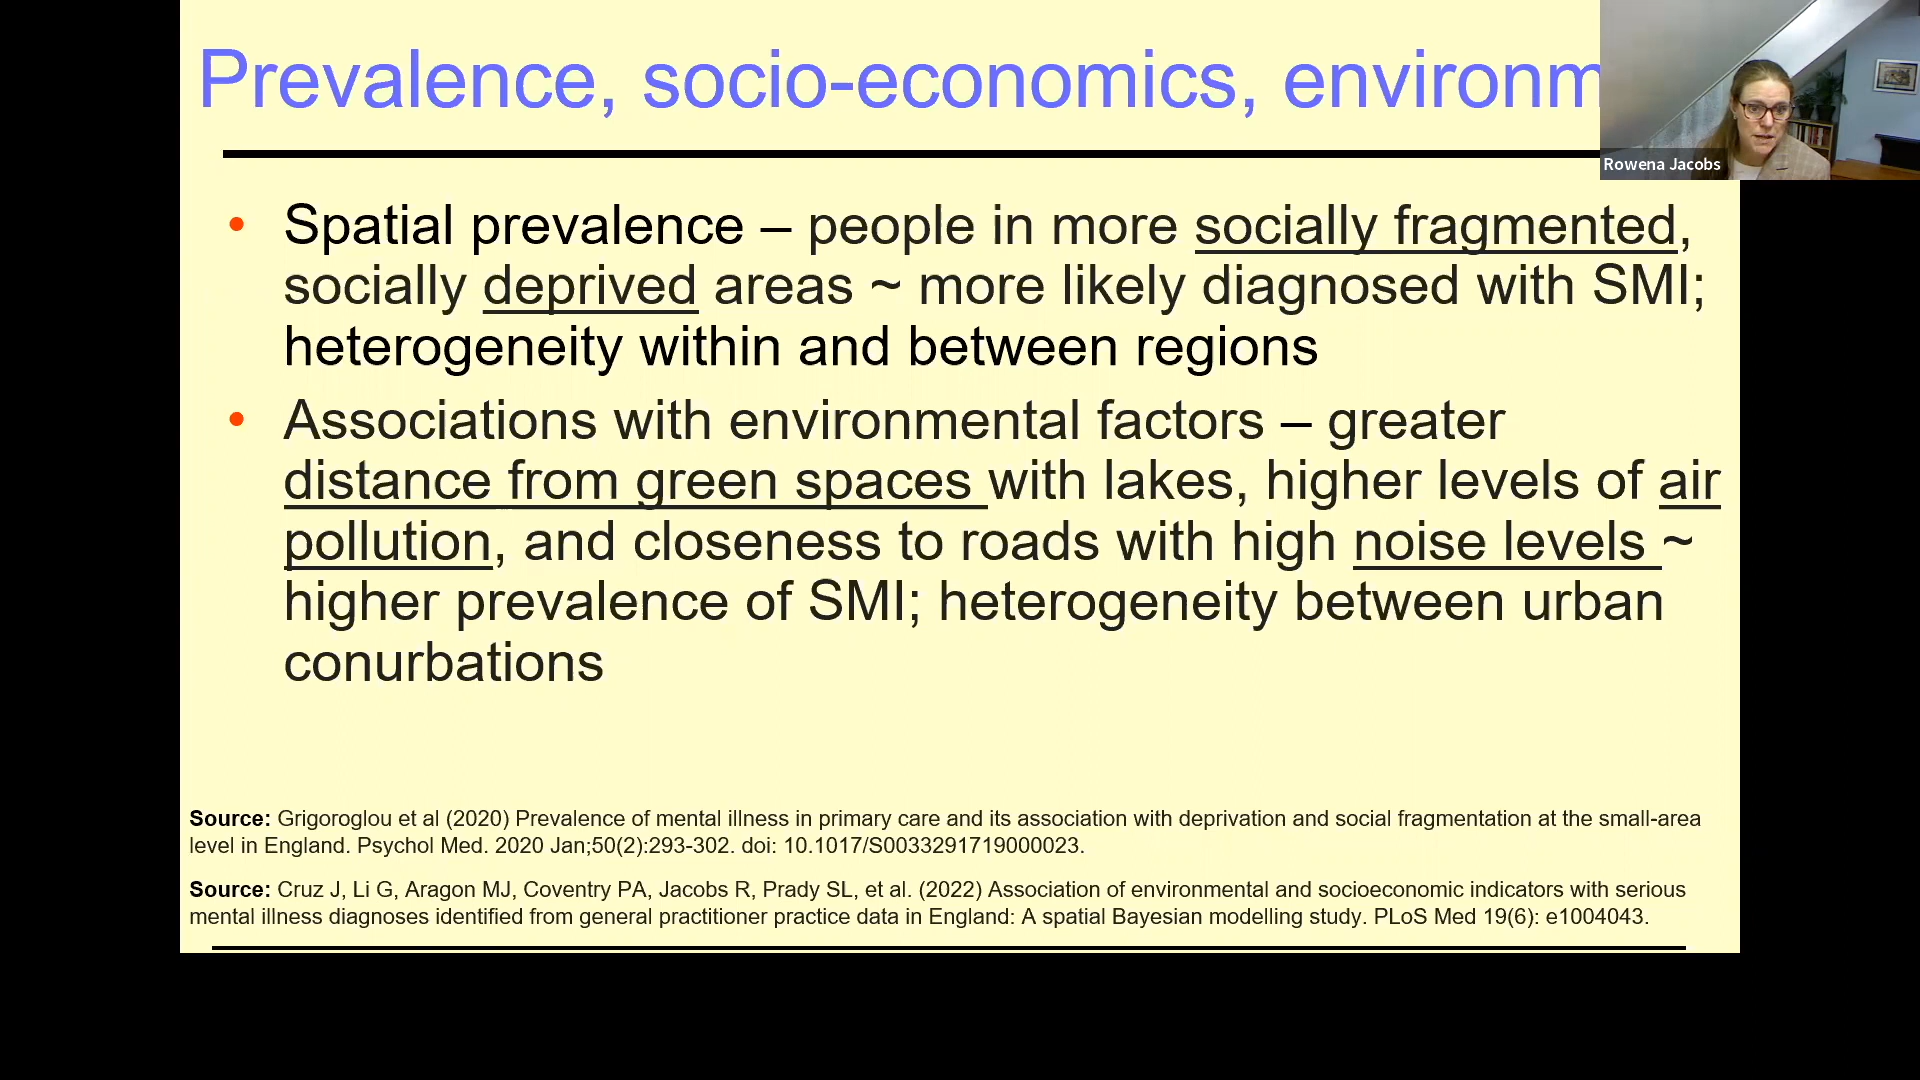 Prevalence, socio-economics, environm
Rowena Jacobs
• Spatial prevalence – people in more socially fragmented,
socially deprived areas ~ more likely diagnosed with SMI;
heterogeneity within and between regions
• Associations with environmental factors – greater
distance from green spaces with lakes, higher levels of air
pollution, and closeness to roads with high noise levels ~
higher prevalence of SMI; heterogeneity between urban
conurbations
Source: Grigoroglou et al (2020) Prevalence of mental illness in primary care and its association with deprivation and social fragmentation at the small-area
level in England. Psychol Med. 2020 Jan;50(2):293-302. doi: 10.1017/S0033291719000023.
Source: Cruz J, Li G, Aragon MJ, Coventry PA, Jacobs R, Prady SL, et al. (2022) Association of environmental and socioeconomic indicators with serious
mental illness diagnoses identified from general practitioner practice data in England: A spatial Bayesian modelling study. PLoS Med 19(6): e1004043.